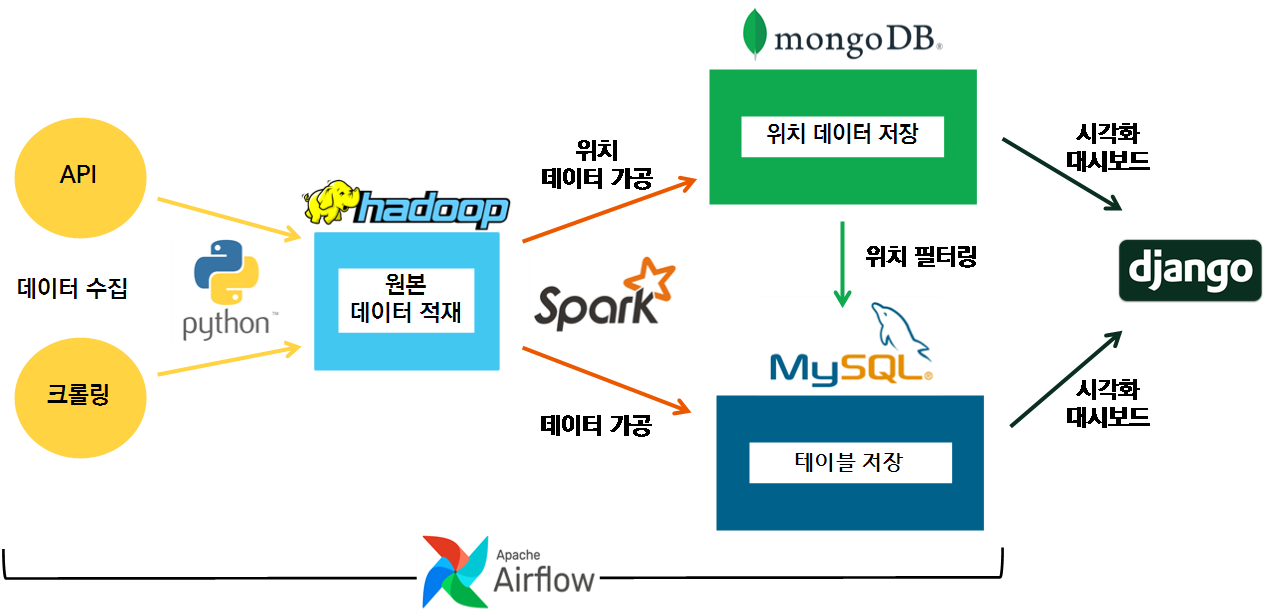 API
데이터 수집
크롤링
python™
hadoop
원본
데이터 적재
위치
데이터 가공
Spark
데이터 가공
mongoDB®
위치 데이터 저장
위치 필터링
MySQL®
테이블 저장
시각화
대시보드
django
시각화
대시보드
Apache
Airflow